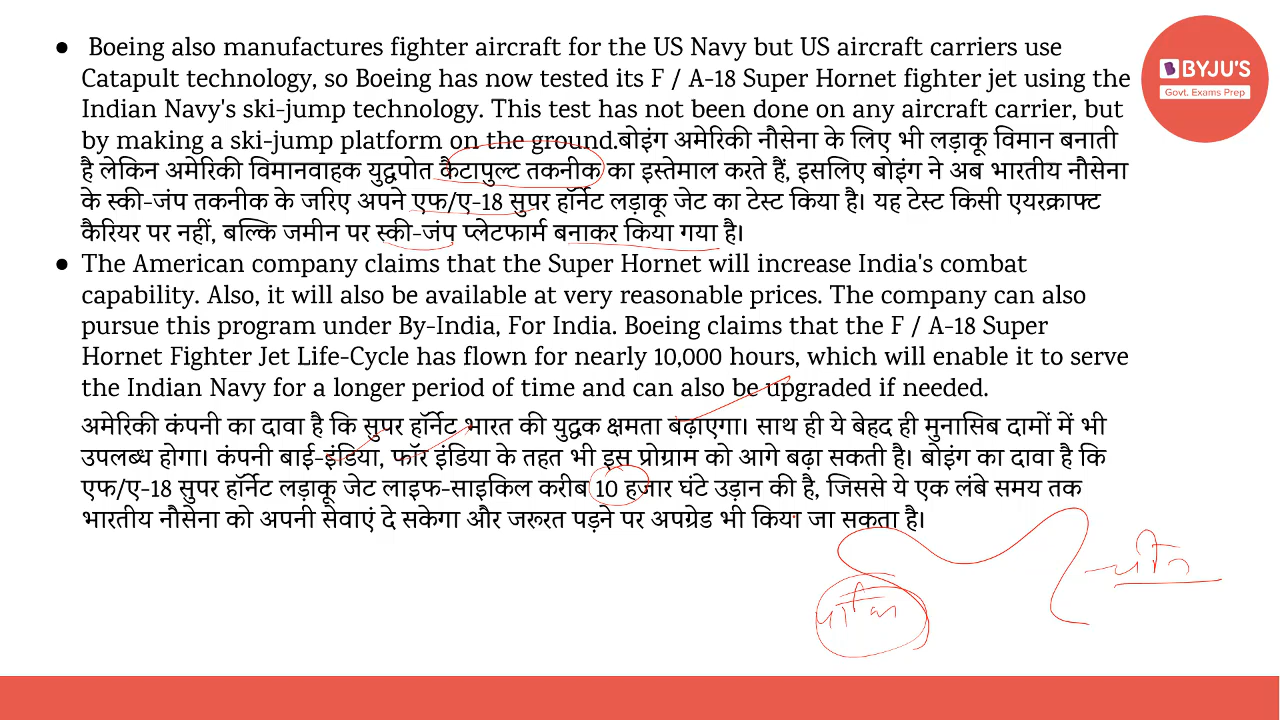 ● Boeing also manufactures fighter aircraft for the US Navy but US aircraft carriers use
Catapult technology, so Boeing has now tested its F / A-18 Super Hornet fighter jet using the
Indian Navy's ski-jump technology. This test has not been done on any aircraft carrier, but
by making a ski-jump platform on the ground.बोइंग अमेरिकी नौसेना के लिए भी लड़ाकू विमान बनाती
है लेकिन अमेरिकी विमानवाहक युद्धपोत कैटापुल्ट तकनीक का इस्तेमाल करते हैं, इसलिए बोइंग ने अब भारतीय नौसेना
के स्की-जंप तकनीक के जरिए अपने एफ/ए-18 सुपर हॉर्नेट लड़ाकू जेट का टेस्ट किया है। यह टेस्ट किसी एयरक्राफ्ट
कैरियर पर नहीं, बल्कि जमीन पर स्की-जंप प्लेटफार्म बनाकर किया गया है।
● The American company claims that the Super Hornet will increase India's combat
capability. Also, it will also be available at very reasonable prices. The company can also
pursue this program under By-India, For India. Boeing claims that the F / A-18 Super
Hornet Fighter Jet Life-Cycle has flown for nearly 10,000 hours, which will enable it to serve
the Indian Navy for a longer period of time and can also be upgraded if needed.
अमेरिकी कंपनी का दावा है कि सुपर हॉर्नेट भारत की युद्धक क्षमता बढ़ाएगा। साथ ही ये बेहद ही मुनासिब दामों में भी
उपलब्ध होगा। कंपनी बाई-इंडिया, फॉर इंडिया के तहत भी इस प्रोग्राम को आगे बढ़ा सकती है। बोइंग का दावा है कि
एफ/ए-18 सुपर हॉर्नेट लड़ाकू जेट लाइफ-साइकिल करीब 10 हजार घंटे उड़ान की है, जिससे ये एक लंबे समय तक
भारतीय नौसेना को अपनी सेवाएं दे सकेगा और जरूरत पड़ने पर अपग्रेड भी किया जा सकता है।
BYJU'S
Govt. Exams Prep